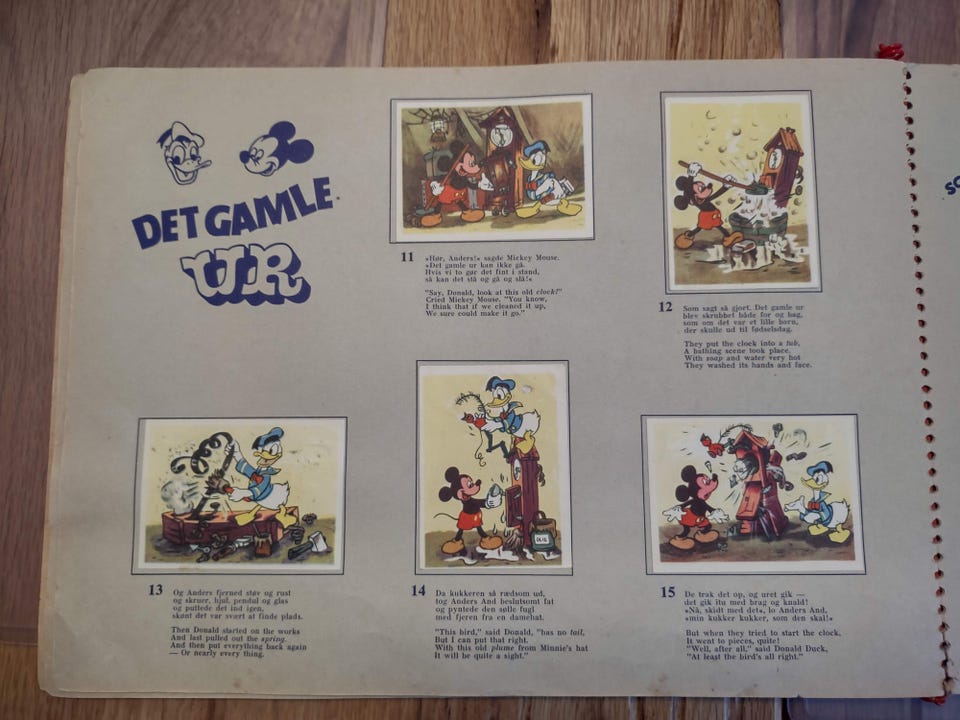 DET GAMLE
UR
11
»Hør, Anders!« sagde Mickey Mouse.
»Det gamle ur kan ikke gå.
Hvis vi to gør det fint i stand,
så kan det stå og gå og slå!«
"Say, Donald, look at this old clock!"
Cried Mickey Mouse. "You know,
I think that if we cleaned it up,
We sure could make it go."
12
Som sagt så gjort. Det gamle ur
blev skrubbet både for og bag,
som om det var et lille barn,
der skulle ud til fødselsdag.
They put the clock into a tub,
A bathing scene took place.
With soap and water very hot
They washed its hands and face.
13
Og Anders fjerned støv og rust
og skruer, hjul, pendul og glas
og puttede det ind igen,
skønt det var svært at finde plads.
Then Donald started on the works
And last pulled out the spring.
And then put everything back again
— Or nearly every thing.
14
Da kukkeren så rædsom ud,
tog Anders And beslutsomt fat
og pyntede den sølle fugl
med fjeren fra en damehat.
"This bird," said Donald, "has no tail,
But I can put that right.
With this old plume from Minnie's hat
It will be quite a sight."
15
De trak det op, og uret gik —
det gik itu med brag og knald!
»Nå, skidt med det«, lo Anders And,
»min kukker kukker, som den skal!«
But when they tried to start the clock,
It went to pieces, quite!
"Well, after all," said Donald Duck,
"At least the bird's all right."